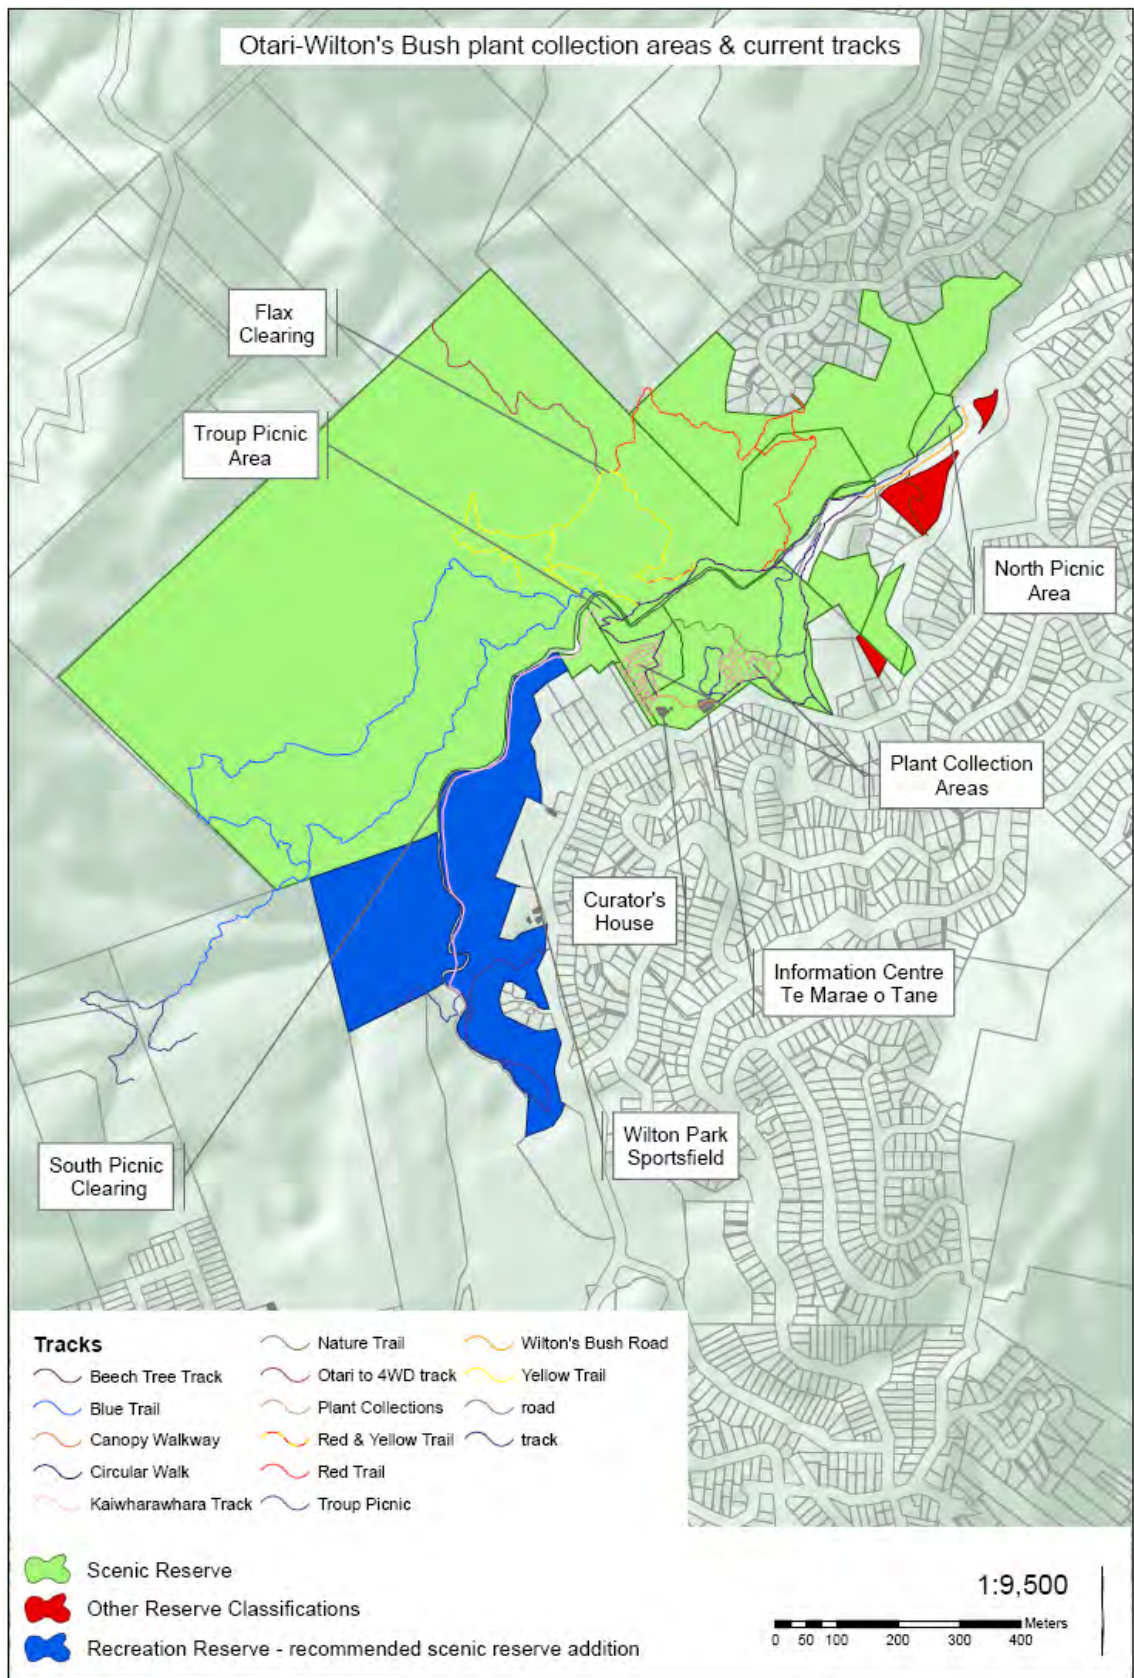 Otari-Wilton's Bush plant collection areas & current tracks
Flax
Clearing
Troup Picnic
Area
North Picnic
Area
Plant Collection
Areas
Curator's
House
Information Centre
Te Marae o Tane
Wilton Park
Sportsfield
South Picnic
Clearing
Tracks
Beech Tree Track
Blue Trail
Canopy Walkway
Circular Walk
Kaiwharawhara Track
Nature Trail
Otari to 4WD track
Plant Collections
Red & Yellow Trail
Red Trail
Troup Picnic
Wilton's Bush Road
Yellow Trail
road
track
Scenic Reserve
Other Reserve Classifications
Recreation Reserve - recommended scenic reserve addition
1:9,500
Meters
0 50 100 200 300 400